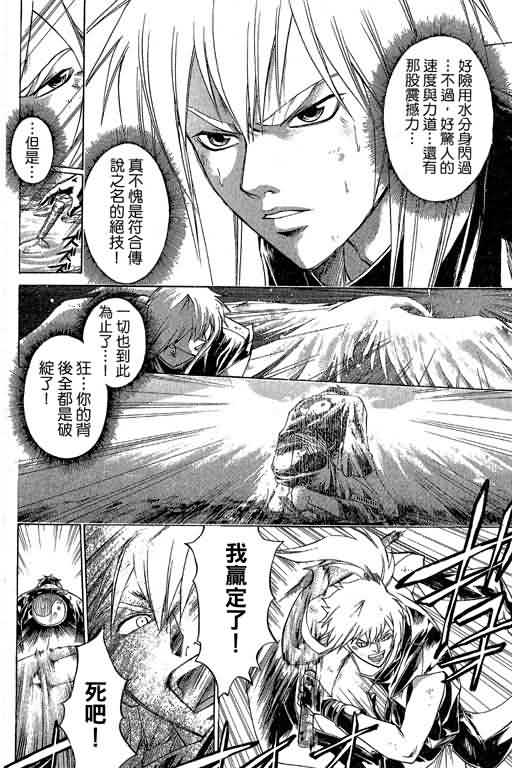 好險用水分身閃過
…不過，好驚人的
速度與力道…還有
那股震撼力…
真不愧是符合傳
說之名的絕技！
…但是…
一切也到此
為止了…！
狂…你的背
後全都是破
綻了！
我贏定了！
死吧！